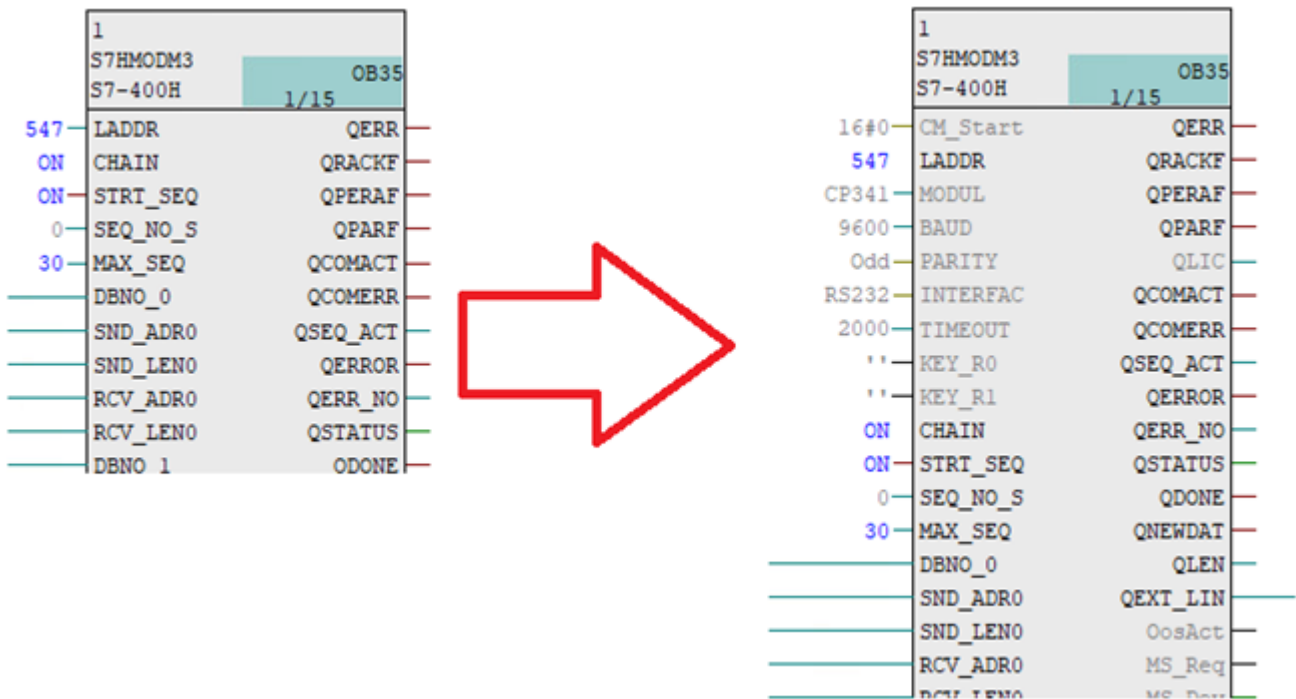 1
S7HMODM3 OB35
S7-400H 1/15
547 LADDR QERR
ON CHAIN QRACKF
ON STRT_SEQ QPERAF
0 SEQ_NO_S QPARF
30 MAX_SEQ QCOMACT
DBNO_0 QCOMERR
SND_ADR0 QSEQ_ACT
SND_LEN0 QERROR
RCV_ADR0 QERR_NO
RCV_LEN0 QSTATUS
DBNO_1 QDONE
1
S7HMODM3 OB35
S7-400H 1/15
16#0 CM_Start QERR
547 LADDR QRACKF
CP341 MODUL QPERAF
9600 BAUD QPARF
Odd PARITY QLIC
RS232 INTERFAC QCOMACT
2000 TIMEOUT QCOMERR
'' KEY_R0 QSEQ_ACT
'' KEY_R1 QERROR
ON CHAIN QERR_NO
ON STRT_SEQ QSTATUS
0 SEQ_NO_S QDONE
30 MAX_SEQ QNEWDAT
DBNO_0 QLEN
SND_ADR0 QEXT_LIN
SND_LEN0 OosAct
RCV_ADR0 MS_Req
RCV_LEN0